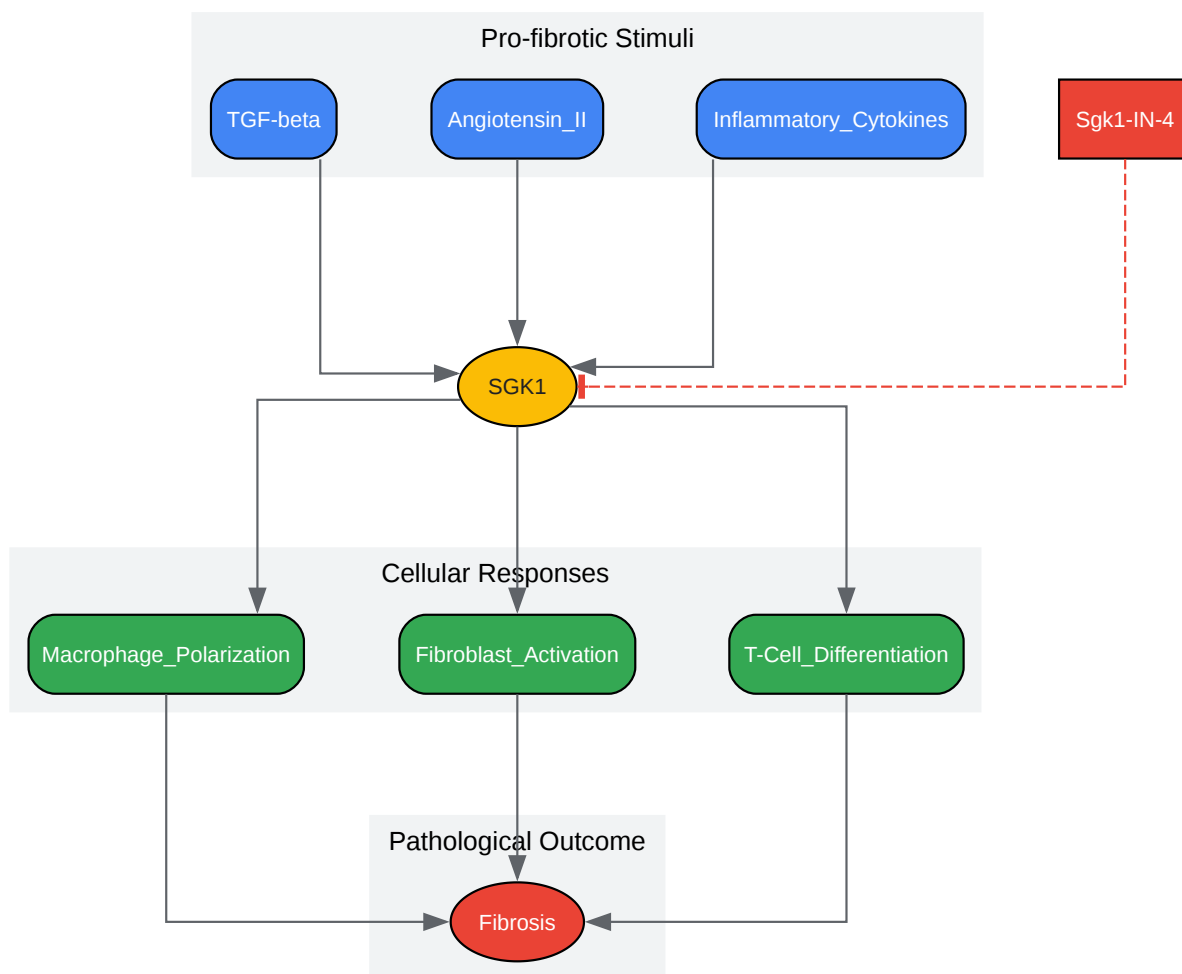 Pro-fibrotic Stimuli
TGF-beta
Angiotensin_II
Inflammatory_Cytokines
Sgk1-IN-4
SGK1
Cellular Responses
Macrophage_Polarization
Fibroblast_Activation
T-Cell_Differentiation
Pathological Outcome
Fibrosis